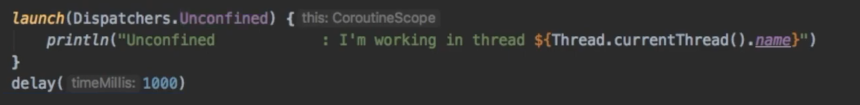 launch(Dispatchers.Unconfined) { this: CoroutineScope
    println("Unconfined            : I'm working in thread ${Thread.currentThread().name}")
}
delay( timeMillis: 1000)